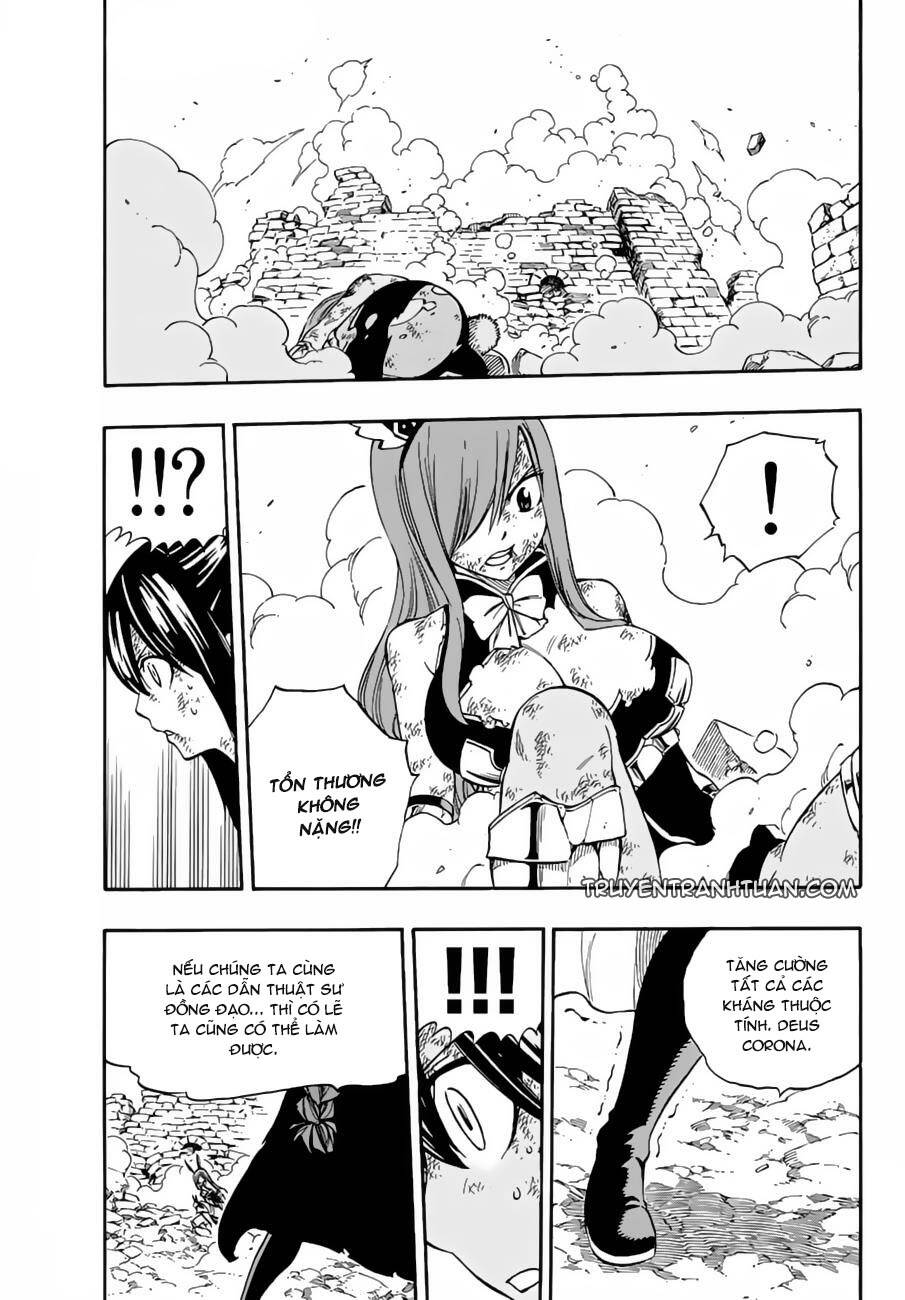 !
TỔN THƯƠNG
KHÔNG
NẶNG!!
!!?
TRUYENTRANHTUAN.COM
TĂNG CƯỜNG
TẤT CẢ CÁC
KHÁNG THUỘC
TÍNH. DEUS
CORONA.
!!!
NẾU CHÚNG TA CÙNG
LÀ CÁC DẪN THUẬT SƯ
ĐỒNG ĐẠO... THÌ CÓ LẼ
TA CŨNG CÓ THỂ LÀM
ĐƯỢC.